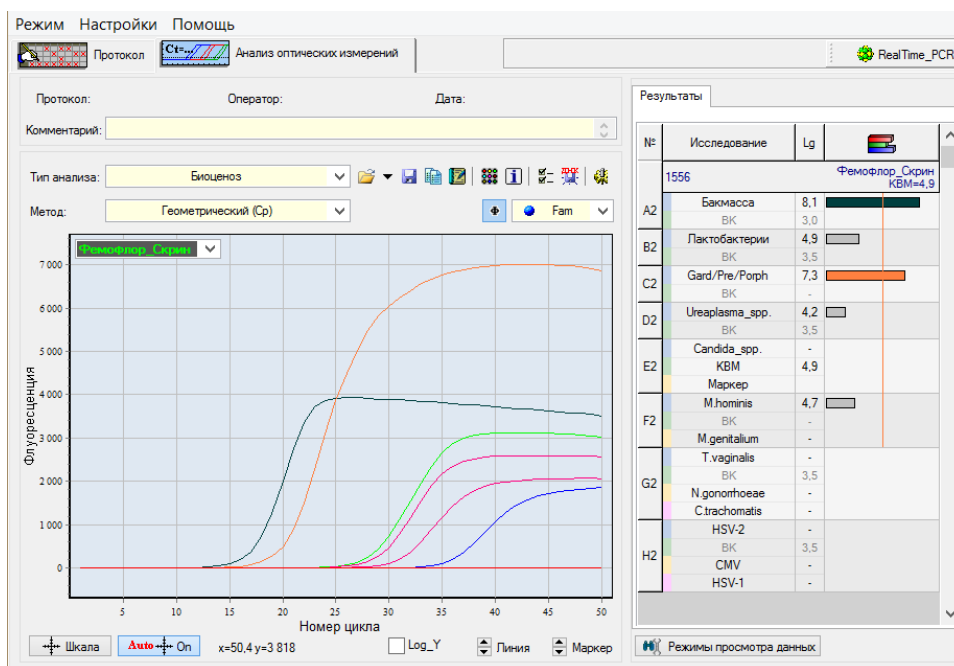 Режим Настройки Помощь
Протокол
Ct=../
Анализ оптических измерений
RealTime_PCR
Протокол: Оператор: Дата:
Комментарий:
Тип анализа: Биоценоз
Метод: Геометрический (Cp) Fam
Фемофлор_Скрин
Флуоресценция
7 000
6 000
5 000
4 000
3 000
2 000
1 000
0
5 10 15 20 25 30 35 40 45 50
Номер цикла
Шкала Auto On x=50,4 y=3 818 Log_Y Линия Маркер
Результаты
№ Исследование Lg
1556 Фемофлор_Скрин
КВМ=4,9
A2 Бакмасса 8,1
ВК 3,0
B2 Лактобактерии 4,9
ВК 3,5
C2 Gard/Pre/Porph 7,3
ВК -
D2 Ureaplasma_spp. 4,2
ВК 3,5
E2 Candida_spp. -
КВМ 4,9
Маркер
F2 M.hominis 4,7
ВК -
M.genitalium -
G2 T.vaginalis -
ВК 3,5
N.gonorrhoeae -
C.trachomatis -
H2 HSV-2 -
ВК 3,5
CMV -
HSV-1 -
Режимы просмотра данных